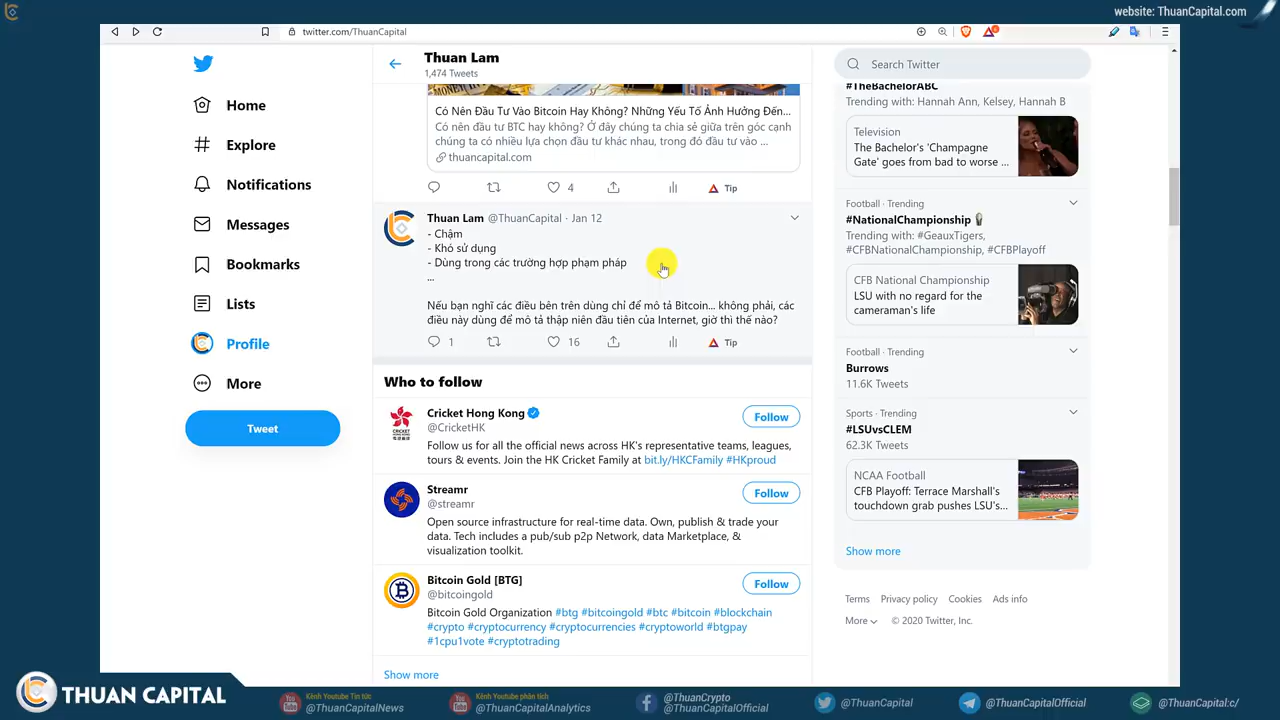 website: ThuanCapital.com
twitter.com/ThuanCapital
Home
Explore
Notifications
Messages
Bookmarks
Lists
Profile
More
Tweet
Thuan Lam
1,474 Tweets
Có Nên Đầu Tư Vào Bitcoin Hay Không? Những Yếu Tố Ảnh Hưởng Đến...
Có nên đầu tư BTC hay không? Ở đây chúng ta chia sẻ giữa trên góc cạnh
chúng ta có nhiều lựa chọn đầu tư khác nhau, trong đó đầu tư vào ...
thuancapital.com
4
Tip
Thuan Lam @ThuanCapital · Jan 12
- Chậm
- Khó sử dụng
- Dùng trong các trường hợp phạm pháp
...
Nếu bạn nghĩ các điều bên trên dùng chỉ để mô tả Bitcoin... không phải, các
điều này dùng để mô tả thập niên đầu tiên của Internet, giờ thì thế nào?
1
16
Tip
Who to follow
Cricket Hong Kong
@CricketHK
Follow
Follow us for all the official news across HK's representative teams, leagues,
tours & events. Join the HK Cricket Family at bit.ly/HKCFamily #HKproud
Streamr
@streamr
Follow
Open source infrastructure for real-time data. Own, publish & trade your
data. Tech includes a pub/sub p2p Network, data Marketplace, &
visualization toolkit.
Bitcoin Gold [BTG]
@bitcoingold
Follow
Bitcoin Gold Organization #btg #bitcoingold #btc #bitcoin #blockchain
#crypto #cryptocurrency #cryptocurrencies #cryptoworld #btgpay
#1cpu1vote #cryptotrading
Show more
Search Twitter
#TheBachelorABC
Trending with: Hannah Ann, Kelsey, Hannah B
Television
The Bachelor's 'Champagne
Gate' goes from bad to worse ...
Football · Trending
#NationalChampionship
Trending with: #GeauxTigers,
#CFBNationalChampionship, #CFBPlayoff
CFB National Championship
LSU with no regard for the
cameraman's life
Football · Trending
Burrows
11.6K Tweets
Sports · Trending
#LSUvsCLEM
62.3K Tweets
NCAA Football
CFB Playoff: Terrace Marshall's
touchdown grab pushes LSU's...
Show more
Terms Privacy policy Cookies Ads info
More © 2020 Twitter, Inc.
THUAN CAPITAL
Kênh Youtube Tin tức
@ThuanCapitalNews
Kênh Youtube phân tích
@ThuanCapitalAnalytics
@ThuanCrypto
@ThuanCapitalOfficial
@ThuanCapital
@ThuanCapitalOfficial
@ThuanCapital:c/